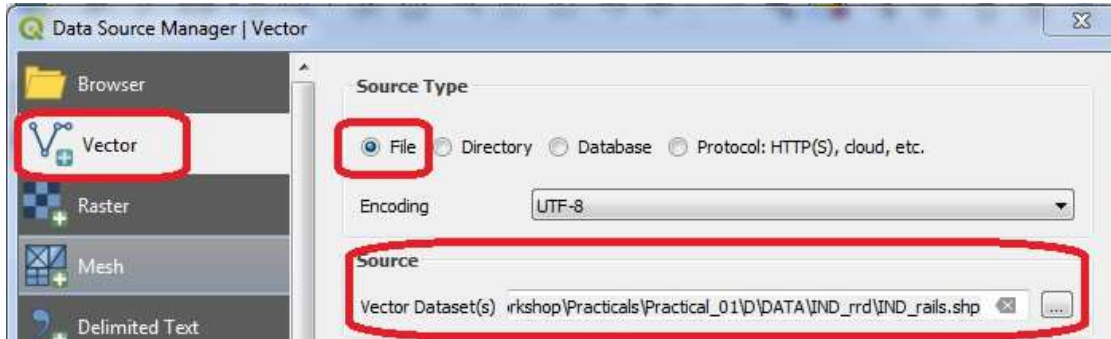 Data Source Manager | Vector
Browser
Vector
Raster
Mesh
Delimited Text
Source Type
File Directory Database Protocol: HTTP(S), cloud, etc.
Encoding UTF-8
Source
Vector Dataset(s) rkshop\Practicals\Practical_01\D\DATA\IND_rrd\IND_rails.shp ...